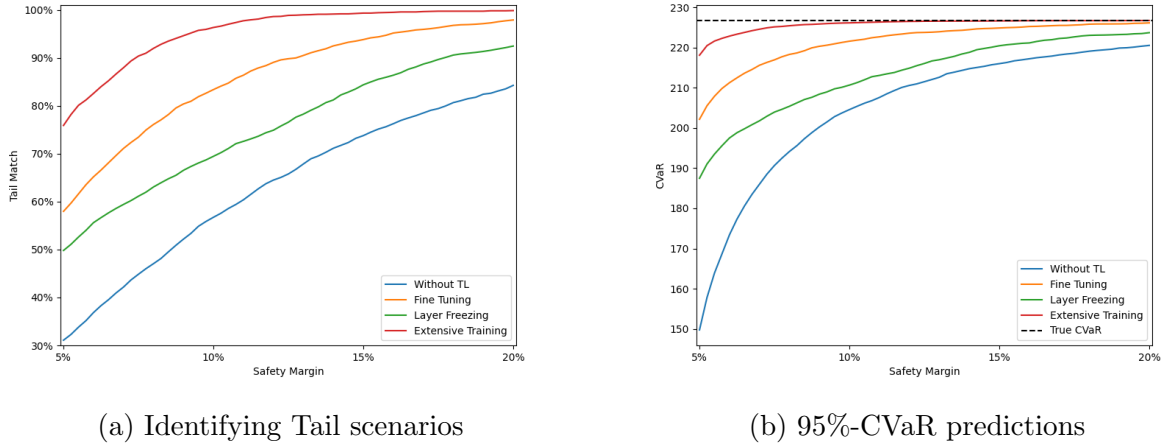 100%
90%
80%
70%
60%
50%
40%
30%
Tail Match
5%
10%
15%
20%
Safety Margin
Without TL
Fine Tuning
Layer Freezing
Extensive Training
(a) Identifying Tail scenarios
230
220
210
200
190
180
170
160
150
CVaR
5%
10%
15%
20%
Safety Margin
Without TL
Fine Tuning
Layer Freezing
Extensive Training
True CVaR
(b) 95%-CVaR predictions